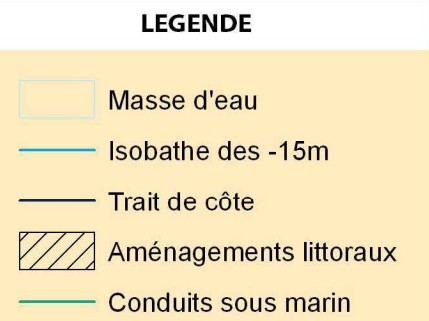 LEGENDE
Masse d'eau
Isobathe des -15m
Trait de côte
Aménagements littoraux
Conduits sous marin